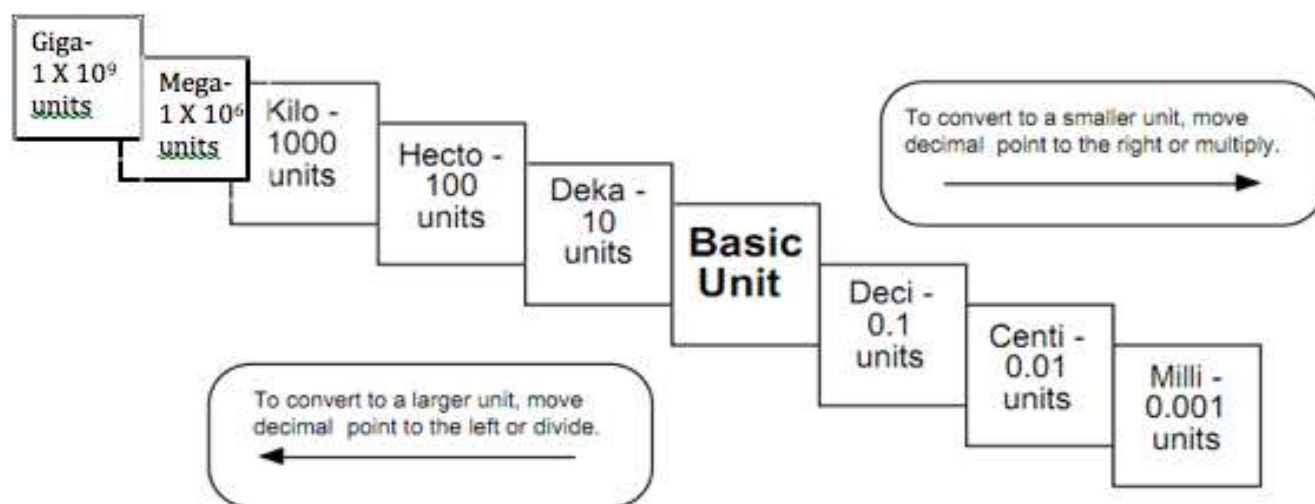 Giga-
1 X 10⁹
units
Mega-
1 X 10⁶
units
Kilo -
1000
units
Hecto -
100
units
Deka -
10
units
Basic
Unit
Deci -
0.1
units
Centi -
0.01
units
Milli -
0.001
units
To convert to a smaller unit, move
decimal point to the right or multiply.
To convert to a larger unit, move
decimal point to the left or divide.